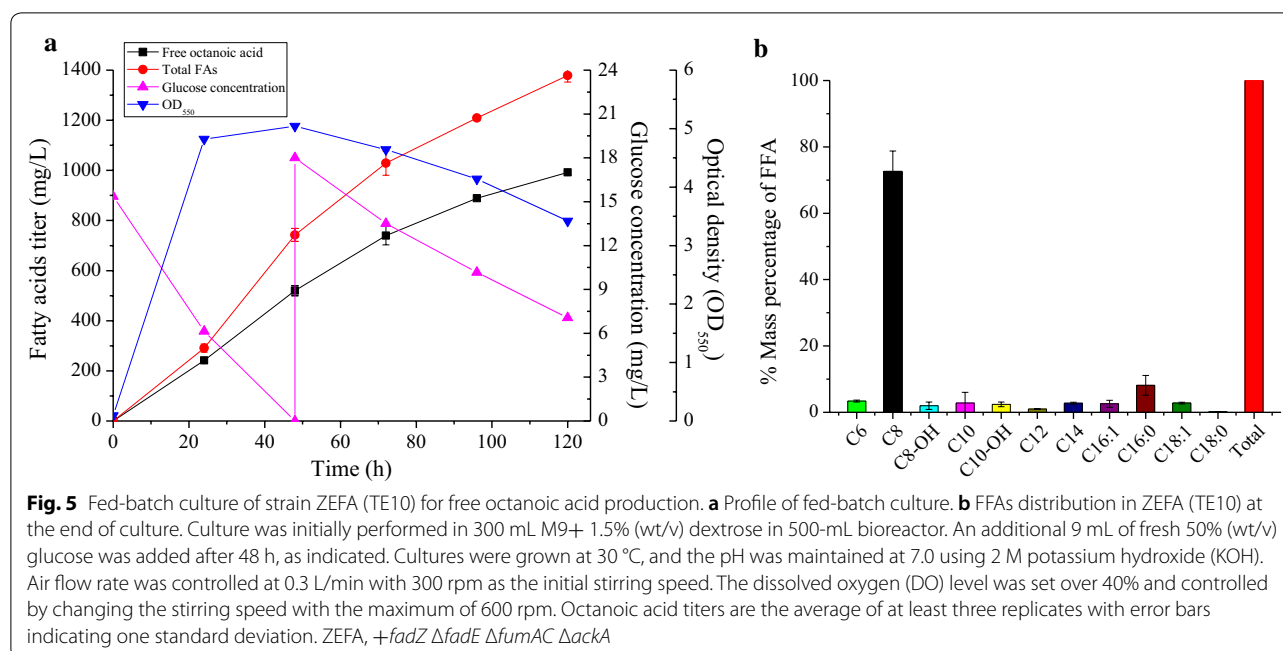 a
Free octanoic acid
Total FAs
Glucose concentration
OD550
1400
1200
1000
800
600
400
200
0
Fatty acids titer (mg/L)
0 20 40 60 80 100 120
Time (h)
24
21
18
15
12
9
6
3
0
Glucose concentration (mg/L)
6
5
4
3
2
1
0
Optical density (OD550)
b
100
80
60
40
20
0
% Mass percentage of FFA
C6
C8
C8-OH
C10
C10-OH
C12
C14
C16:1
C16:0
C18:1
C18:0
Total
Fig. 5 Fed-batch culture of strain ZEFA (TE10) for free octanoic acid production. a Profile of fed-batch culture. b FFAs distribution in ZEFA (TE10) at
the end of culture. Culture was initially performed in 300 mL M9+ 1.5% (wt/v) dextrose in 500-mL bioreactor. An additional 9 mL of fresh 50% (wt/v)
glucose was added after 48 h, as indicated. Cultures were grown at 30 °C, and the pH was maintained at 7.0 using 2 M potassium hydroxide (KOH).
Air flow rate was controlled at 0.3 L/min with 300 rpm as the initial stirring speed. The dissolved oxygen (DO) level was set over 40% and controlled
by changing the stirring speed with the maximum of 600 rpm. Octanoic acid titers are the average of at least three replicates with error bars
indicating one standard deviation. ZEFA, +fadZ ΔfadE ΔfumAC ΔackA